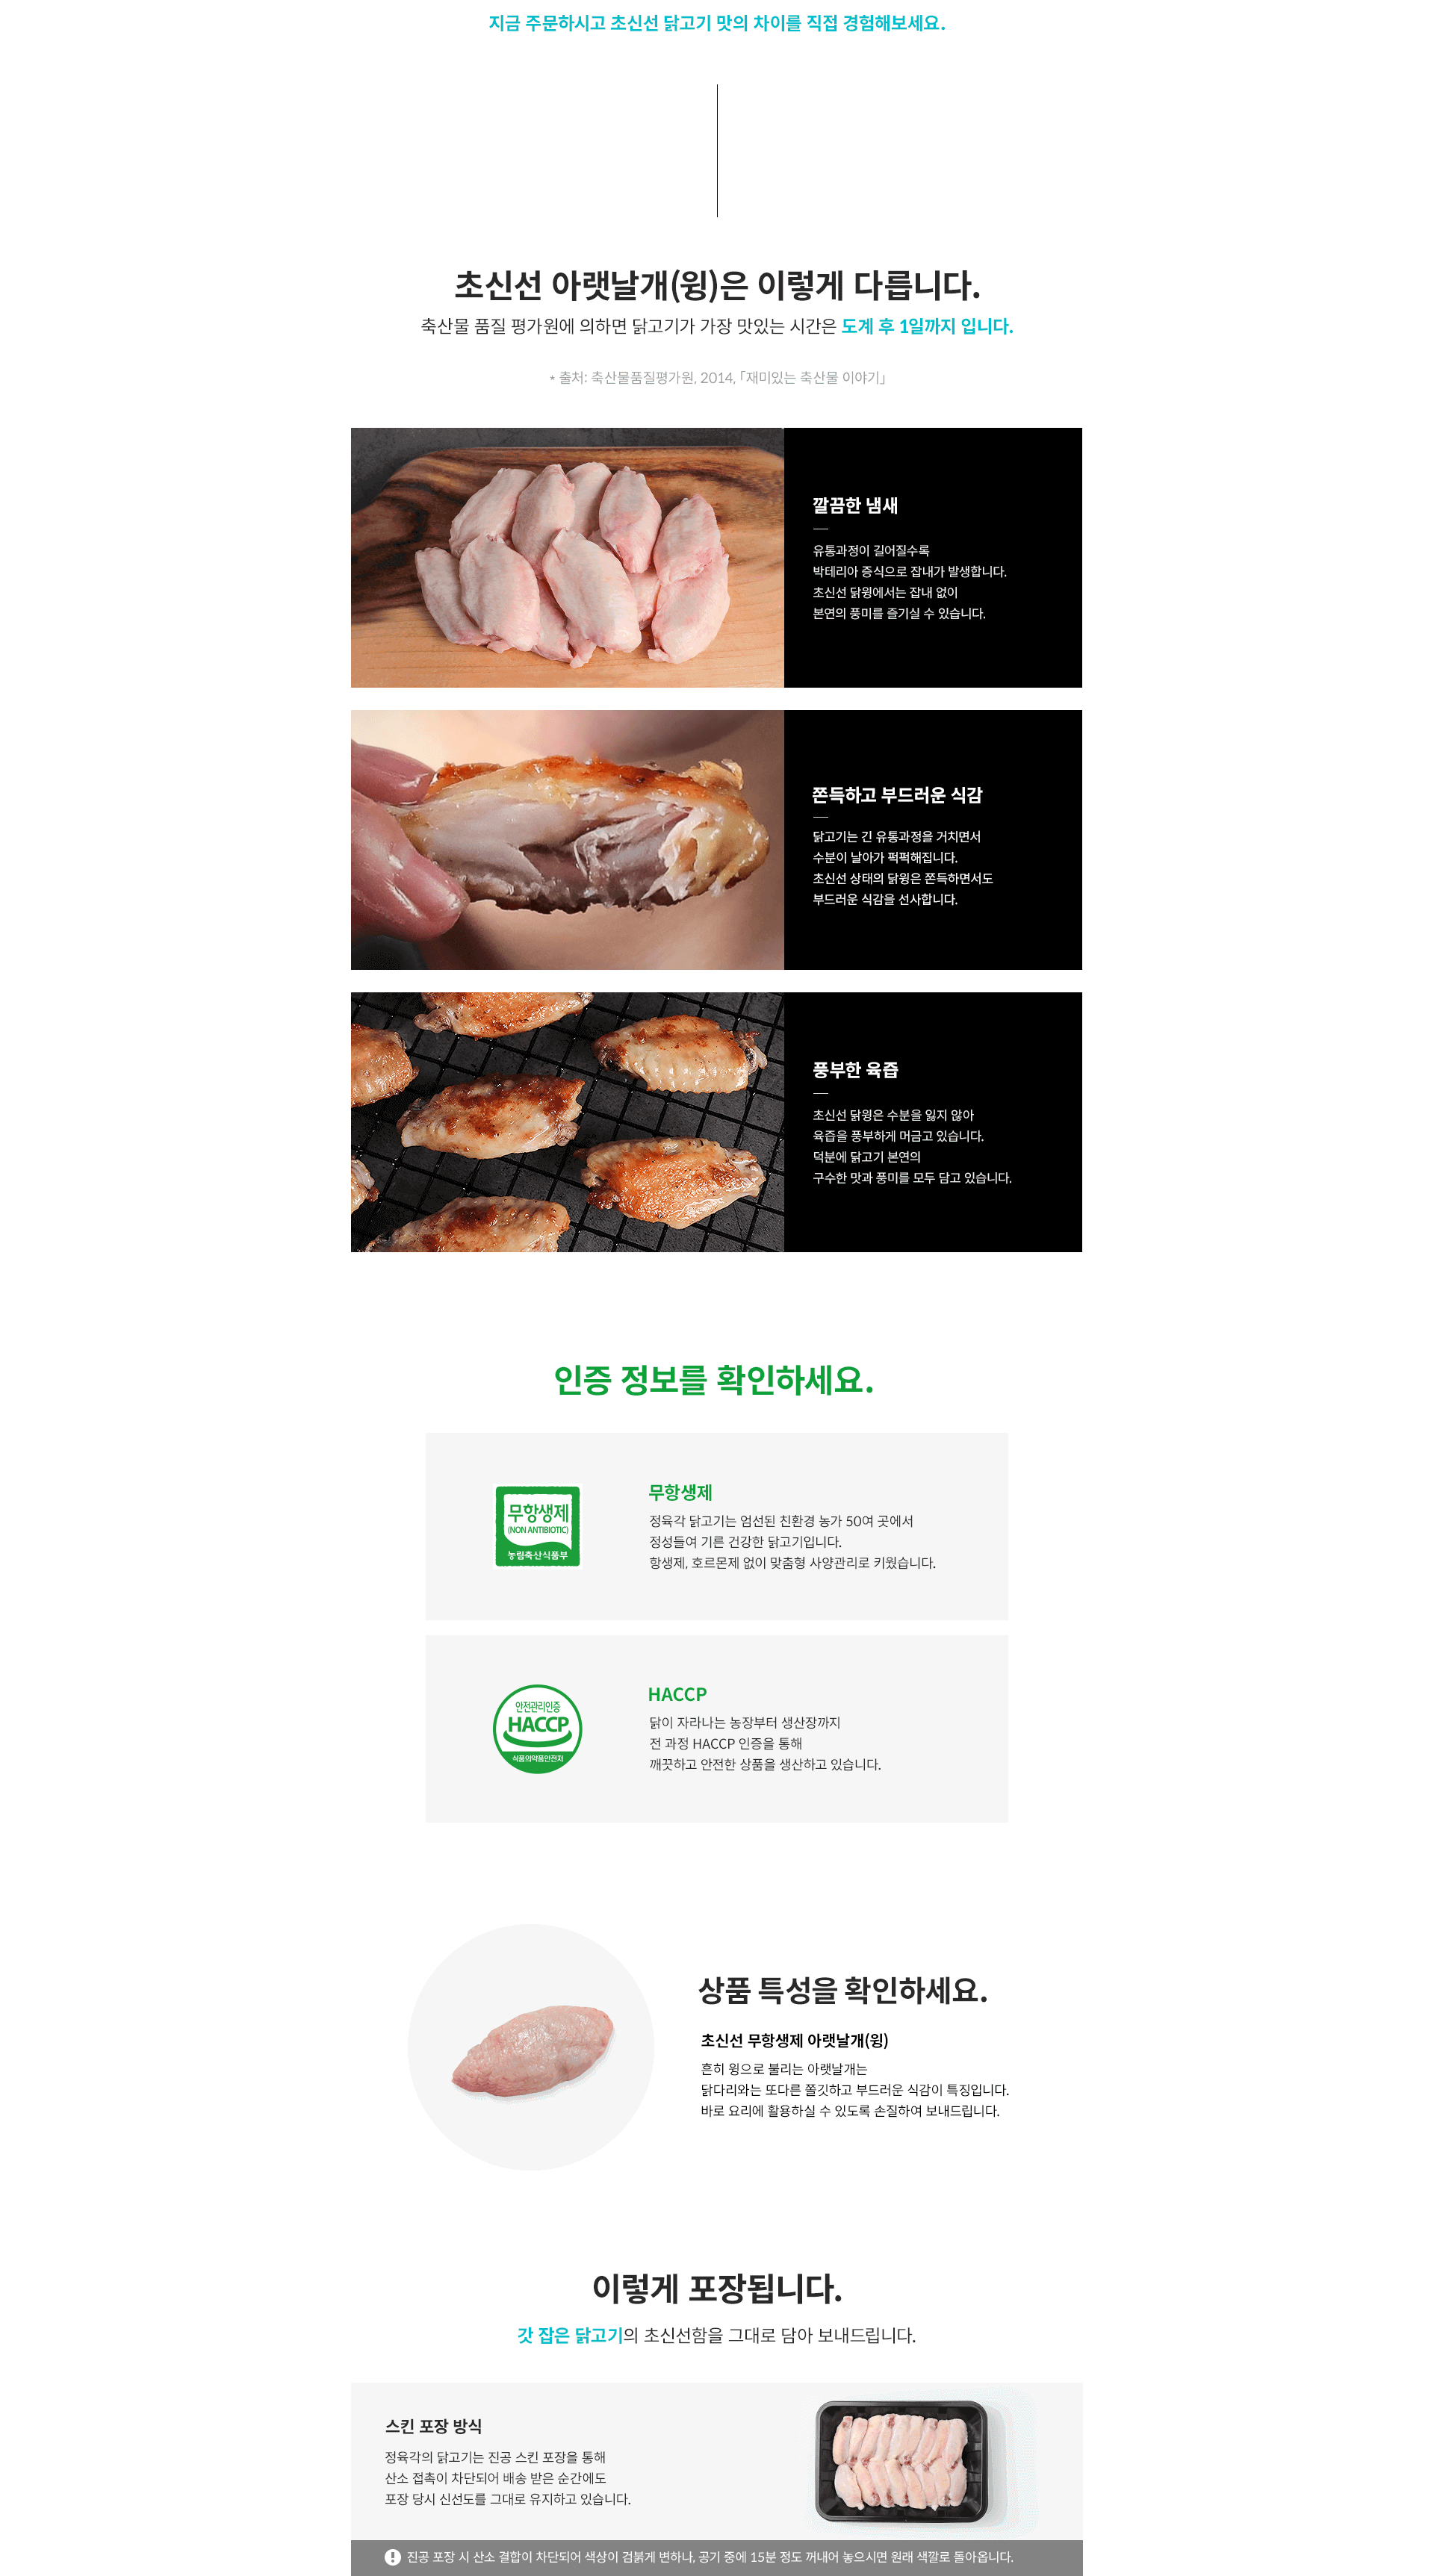 지금 주문하시고 초신선 닭고기 맛의 차이를 직접 경험해보세요.
초신선 아랫날개(윙)은 이렇게 다릅니다.
축산물 품질 평가원에 의하면 닭고기가 가장 맛있는 시간은 도계 후 1일까지 입니다.
* 출처: 축산물품질평가원, 2014, 「재미있는 축산물 이야기」
깔끔한 냄새
유통과정이 길어질수록
박테리아 증식으로 잡내가 발생합니다.
초신선 닭윙에서는 잡내 없이
본연의 풍미를 즐기실 수 있습니다.
쫀득하고 부드러운 식감
닭고기는 긴 유통과정을 거치면서
수분이 날아가 퍽퍽해집니다.
초신선 상태의 닭윙은 쫀득하면서도
부드러운 식감을 선사합니다.
풍부한 육즙
초신선 닭윙은 수분을 잃지 않아
육즙을 풍부하게 머금고 있습니다.
덕분에 닭고기 본연의
구수한 맛과 풍미를 모두 담고 있습니다.
인증 정보를 확인하세요.
무항생제
(NON ANTIBIOTIC)
농림축산식품부
무항생제
정육각 닭고기는 엄선된 친환경 농가 50여 곳에서
정성들여 기른 건강한 닭고기입니다.
항생제, 호르몬제 없이 맞춤형 사양관리로 키웠습니다.
안전관리인증
HACCP
식품의약품안전처
HACCP
닭이 자라나는 농장부터 생산장까지
전 과정 HACCP 인증을 통해
깨끗하고 안전한 상품을 생산하고 있습니다.
상품 특성을 확인하세요.
초신선 무항생제 아랫날개(윙)
흔히 윙으로 불리는 아랫날개는
닭다리와는 또다른 쫄깃하고 부드러운 식감이 특징입니다.
바로 요리에 활용하실 수 있도록 손질하여 보내드립니다.
이렇게 포장됩니다.
갓 잡은 닭고기의 초신선함을 그대로 담아 보내드립니다.
스킨 포장 방식
정육각의 닭고기는 진공 스킨 포장을 통해
산소 접촉이 차단되어 배송 받은 순간에도
포장 당시 신선도를 그대로 유지하고 있습니다.
진공 포장 시 산소 결합이 차단되어 색상이 검붉게 변하나, 공기 중에 15분 정도 꺼내어 놓으시면 원래 색깔로 돌아옵니다.